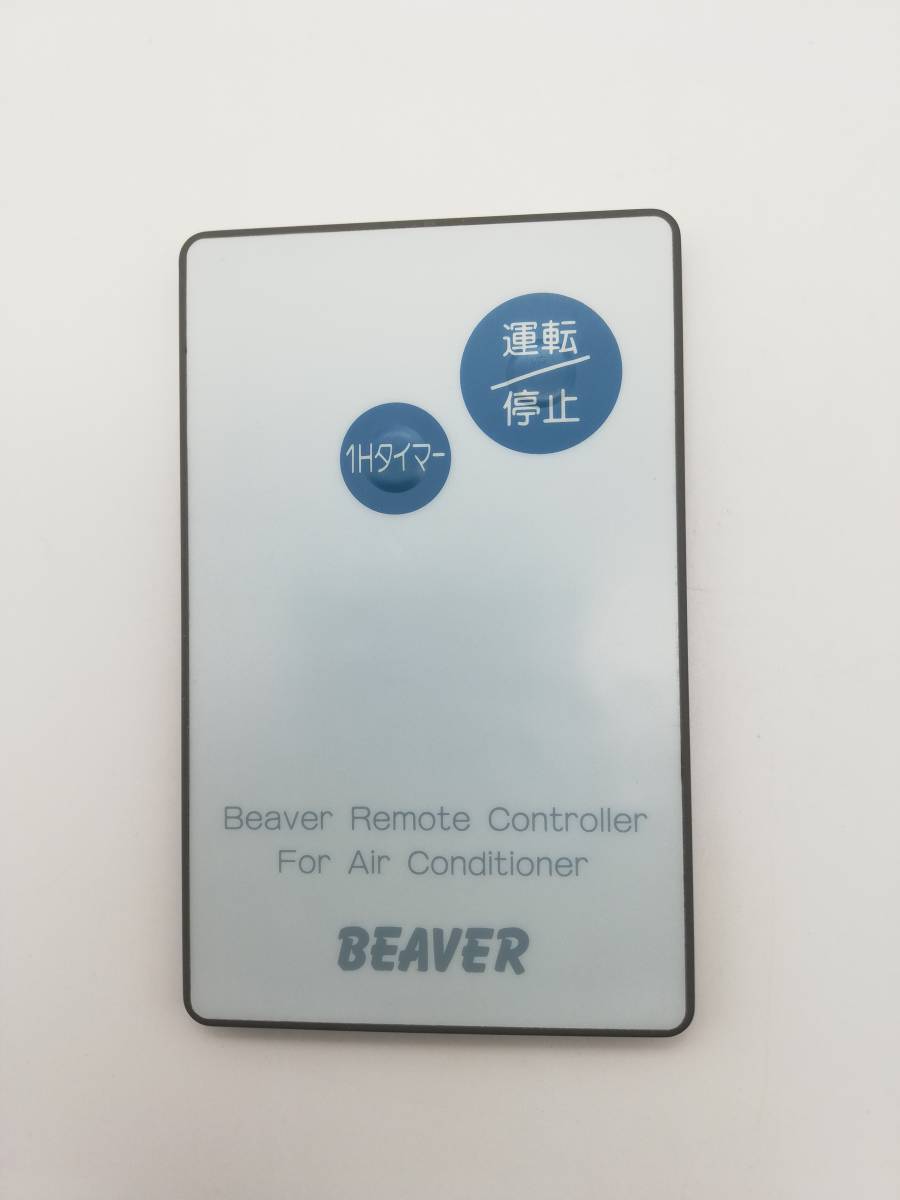 運転
停止
1Hタイマー
Beaver Remote Controller
For Air Conditioner
BEAVER